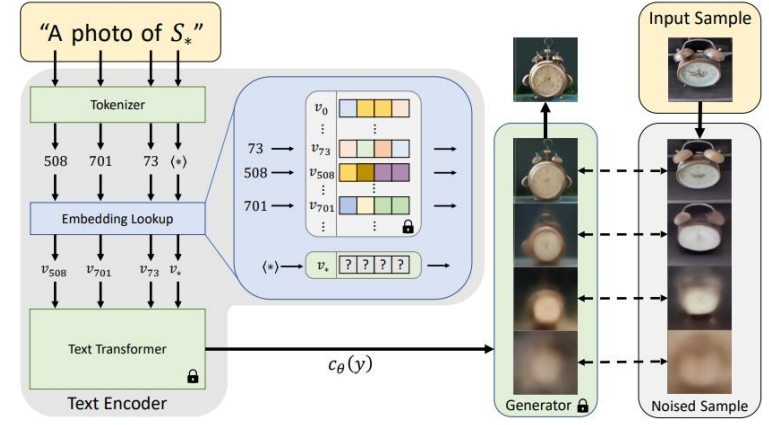 “A photo of S*”
Input Sample
Tokenizer
508 701 73 ⟨*⟩
Embedding Lookup
v508 v701 v73 v*
Text Transformer
Text Encoder
v0
⋮ ⋮
73 v73
508 v508
⋮ ⋮
701 v701
⋮ ⋮
⟨*⟩ v* ? ? ? ?
cθ(y)
Generator
Noised Sample